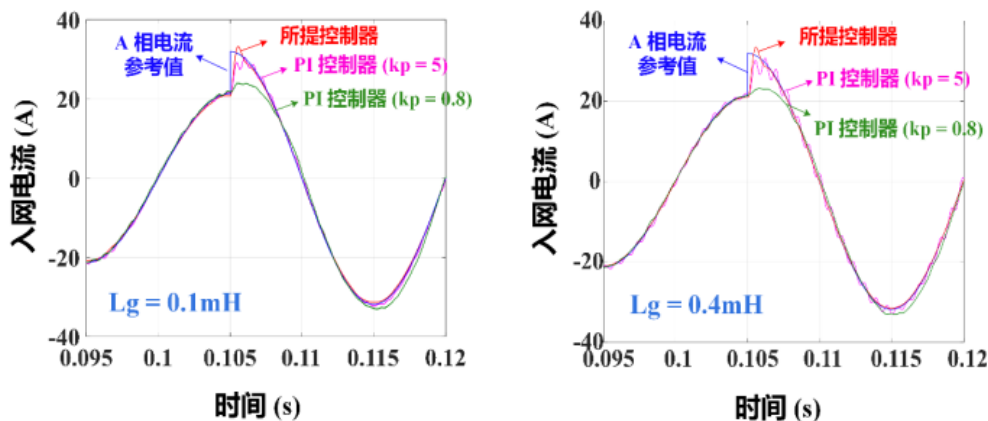 40
20
0
-20
-40
0.095
0.1
0.105
0.11
0.115
0.12
入网电流 (A)
时间 (s)
A 相电流
参考值
所提控制器
PI 控制器 (kp = 5)
PI 控制器 (kp = 0.8)
Lg = 0.1mH
40
20
0
-20
-40
0.095
0.1
0.105
0.11
0.115
0.12
入网电流 (A)
时间 (s)
A 相电流
参考值
所提控制器
PI 控制器 (kp = 5)
PI 控制器 (kp = 0.8)
Lg = 0.4mH